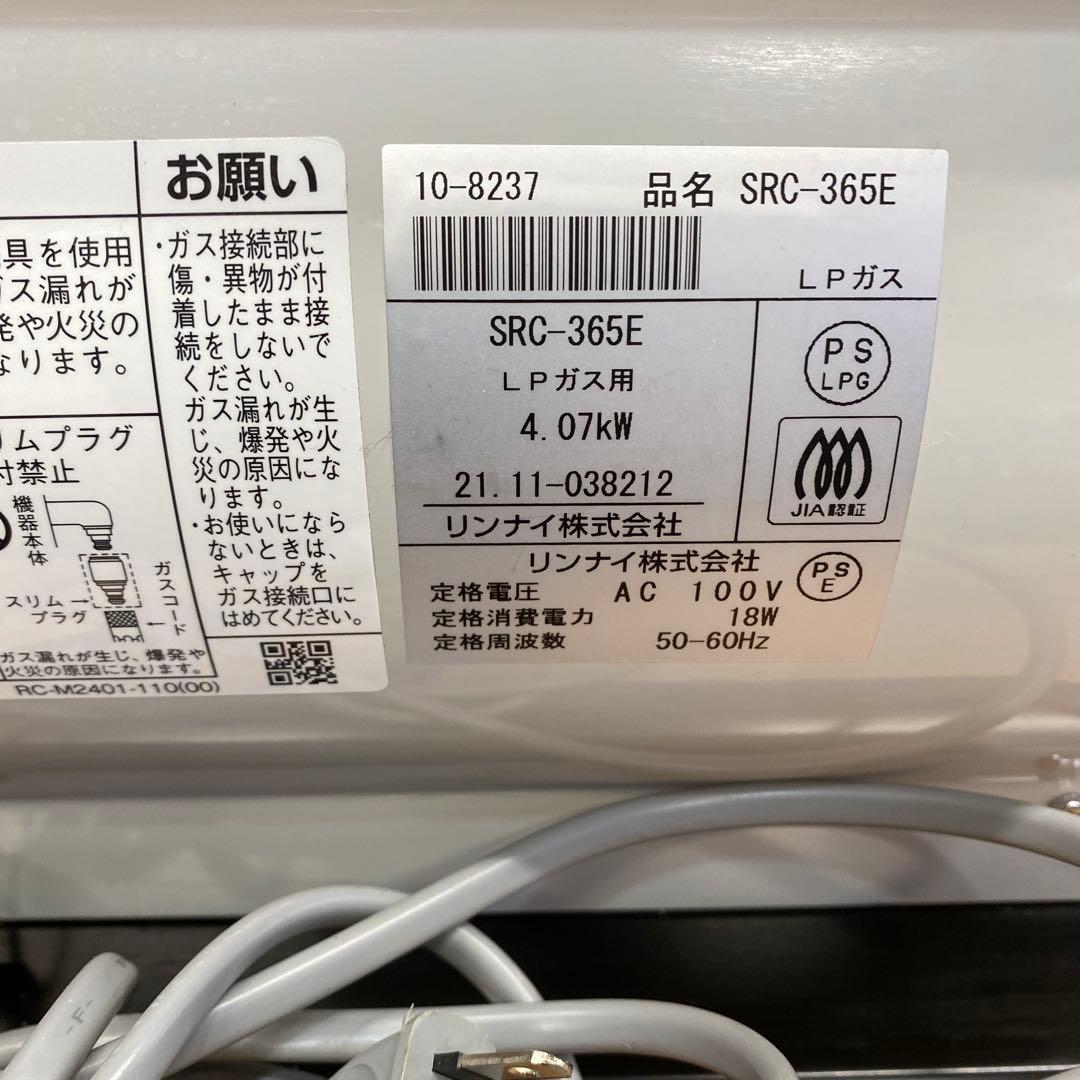 具を使用
ガス漏れが
発や火災の
なります。
リムプラグ
付禁止
機器本体
ガスコード
スリム
プラグ
ガス漏れが生じ、爆発や
火災の原因になります。
RC-M2401-110(00)
お願い
・ガス接続部に
傷・異物が付
着したまま接
続をしないで
ください。
ガス漏れが生
じ、爆発や火
災の原因にな
ります。
・お使いになら
ないときは、
キャップを
ガス接続口に
はめてください。
10-8237 品名 SRC-365E
LPガス
SRC-365E
LPガス用
4.07kW
21.11-038212
リンナイ株式会社
PS
LPG
JIA認証
リンナイ株式会社
定格電圧 AC 100V
定格消費電力 18W
定格周波数 50-60Hz
PS
E
-F-